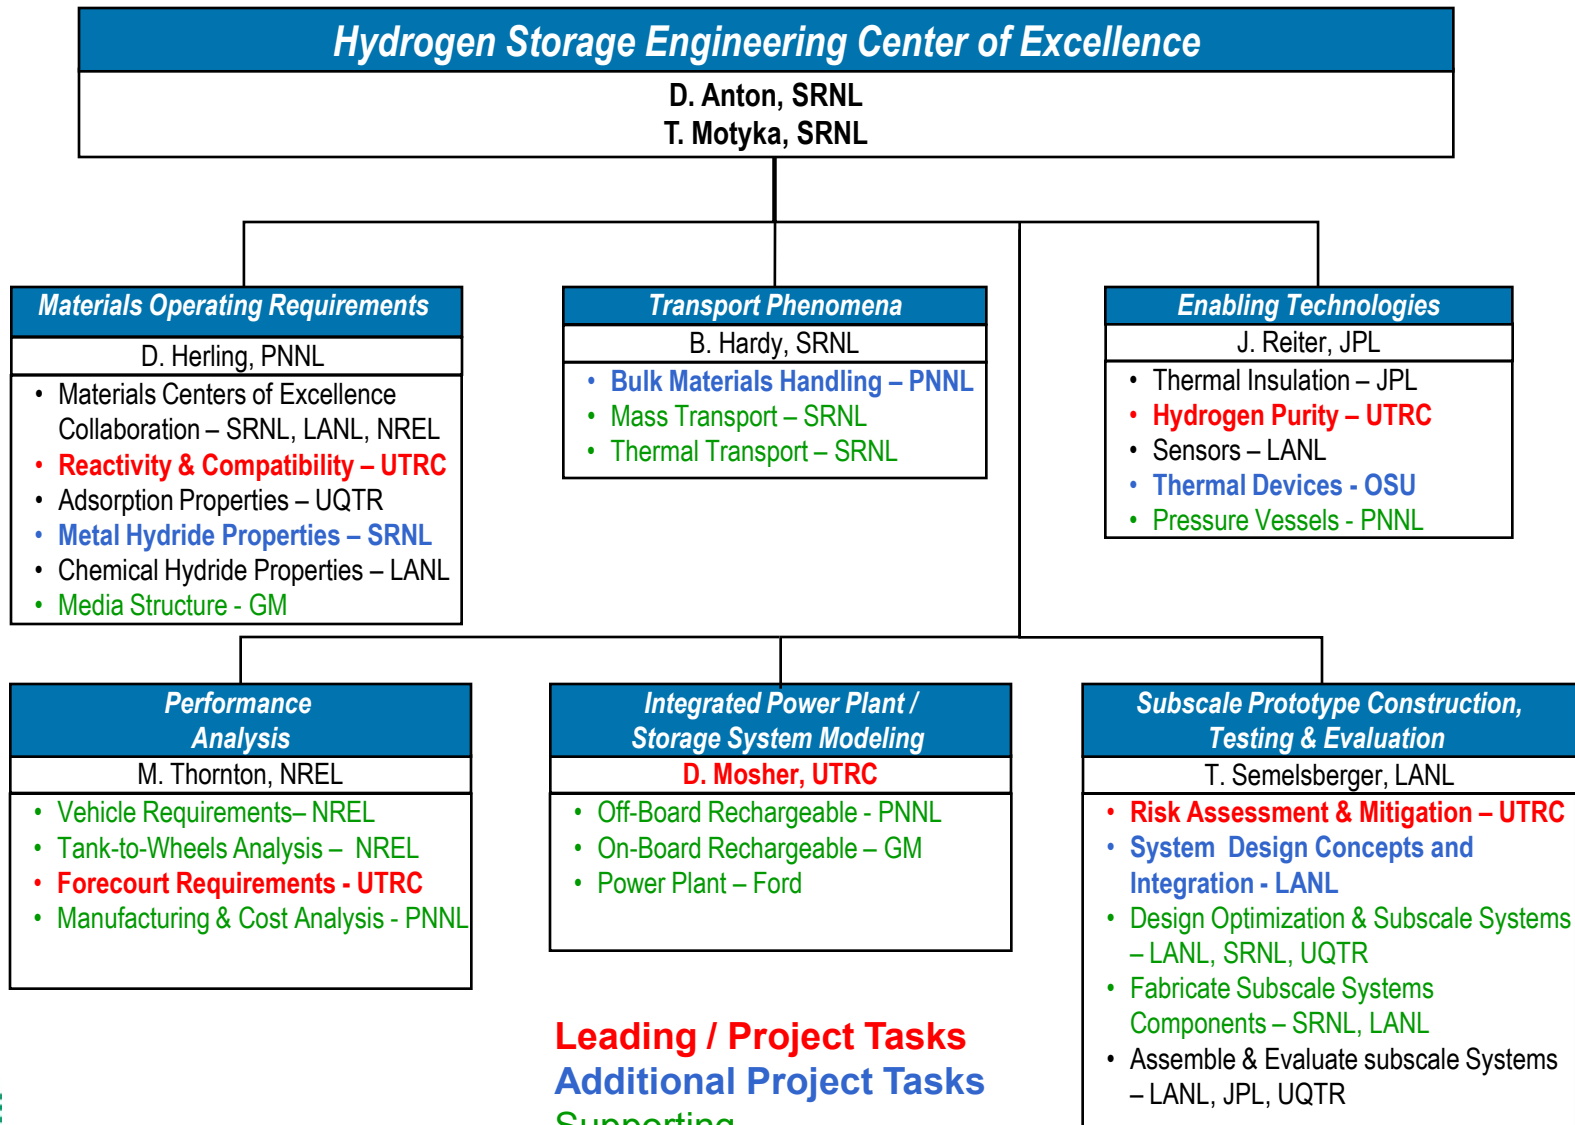 Hydrogen Storage Engineering Center of Excellence
D. Anton, SRNL
T. Motyka, SRNL
Materials Operating Requirements
D. Herling, PNNL
• Materials Centers of Excellence
Collaboration – SRNL, LANL, NREL
• Reactivity & Compatibility – UTRC
• Adsorption Properties – UQTR
• Metal Hydride Properties – SRNL
• Chemical Hydride Properties – LANL
• Media Structure - GM
Transport Phenomena
B. Hardy, SRNL
• Bulk Materials Handling – PNNL
• Mass Transport – SRNL
• Thermal Transport – SRNL
Enabling Technologies
J. Reiter, JPL
• Thermal Insulation – JPL
• Hydrogen Purity – UTRC
• Sensors – LANL
• Thermal Devices - OSU
• Pressure Vessels - PNNL
Performance
Analysis
M. Thornton, NREL
• Vehicle Requirements– NREL
• Tank-to-Wheels Analysis – NREL
• Forecourt Requirements - UTRC
• Manufacturing & Cost Analysis - PNNL
Integrated Power Plant /
Storage System Modeling
D. Mosher, UTRC
• Off-Board Rechargeable - PNNL
• On-Board Rechargeable – GM
• Power Plant – Ford
Subscale Prototype Construction,
Testing & Evaluation
T. Semelsberger, LANL
• Risk Assessment & Mitigation – UTRC
• System Design Concepts and
Integration - LANL
• Design Optimization & Subscale Systems
– LANL, SRNL, UQTR
• Fabricate Subscale Systems
Components – SRNL, LANL
• Assemble & Evaluate subscale Systems
– LANL, JPL, UQTR
Leading / Project Tasks
Additional Project Tasks
Supporting